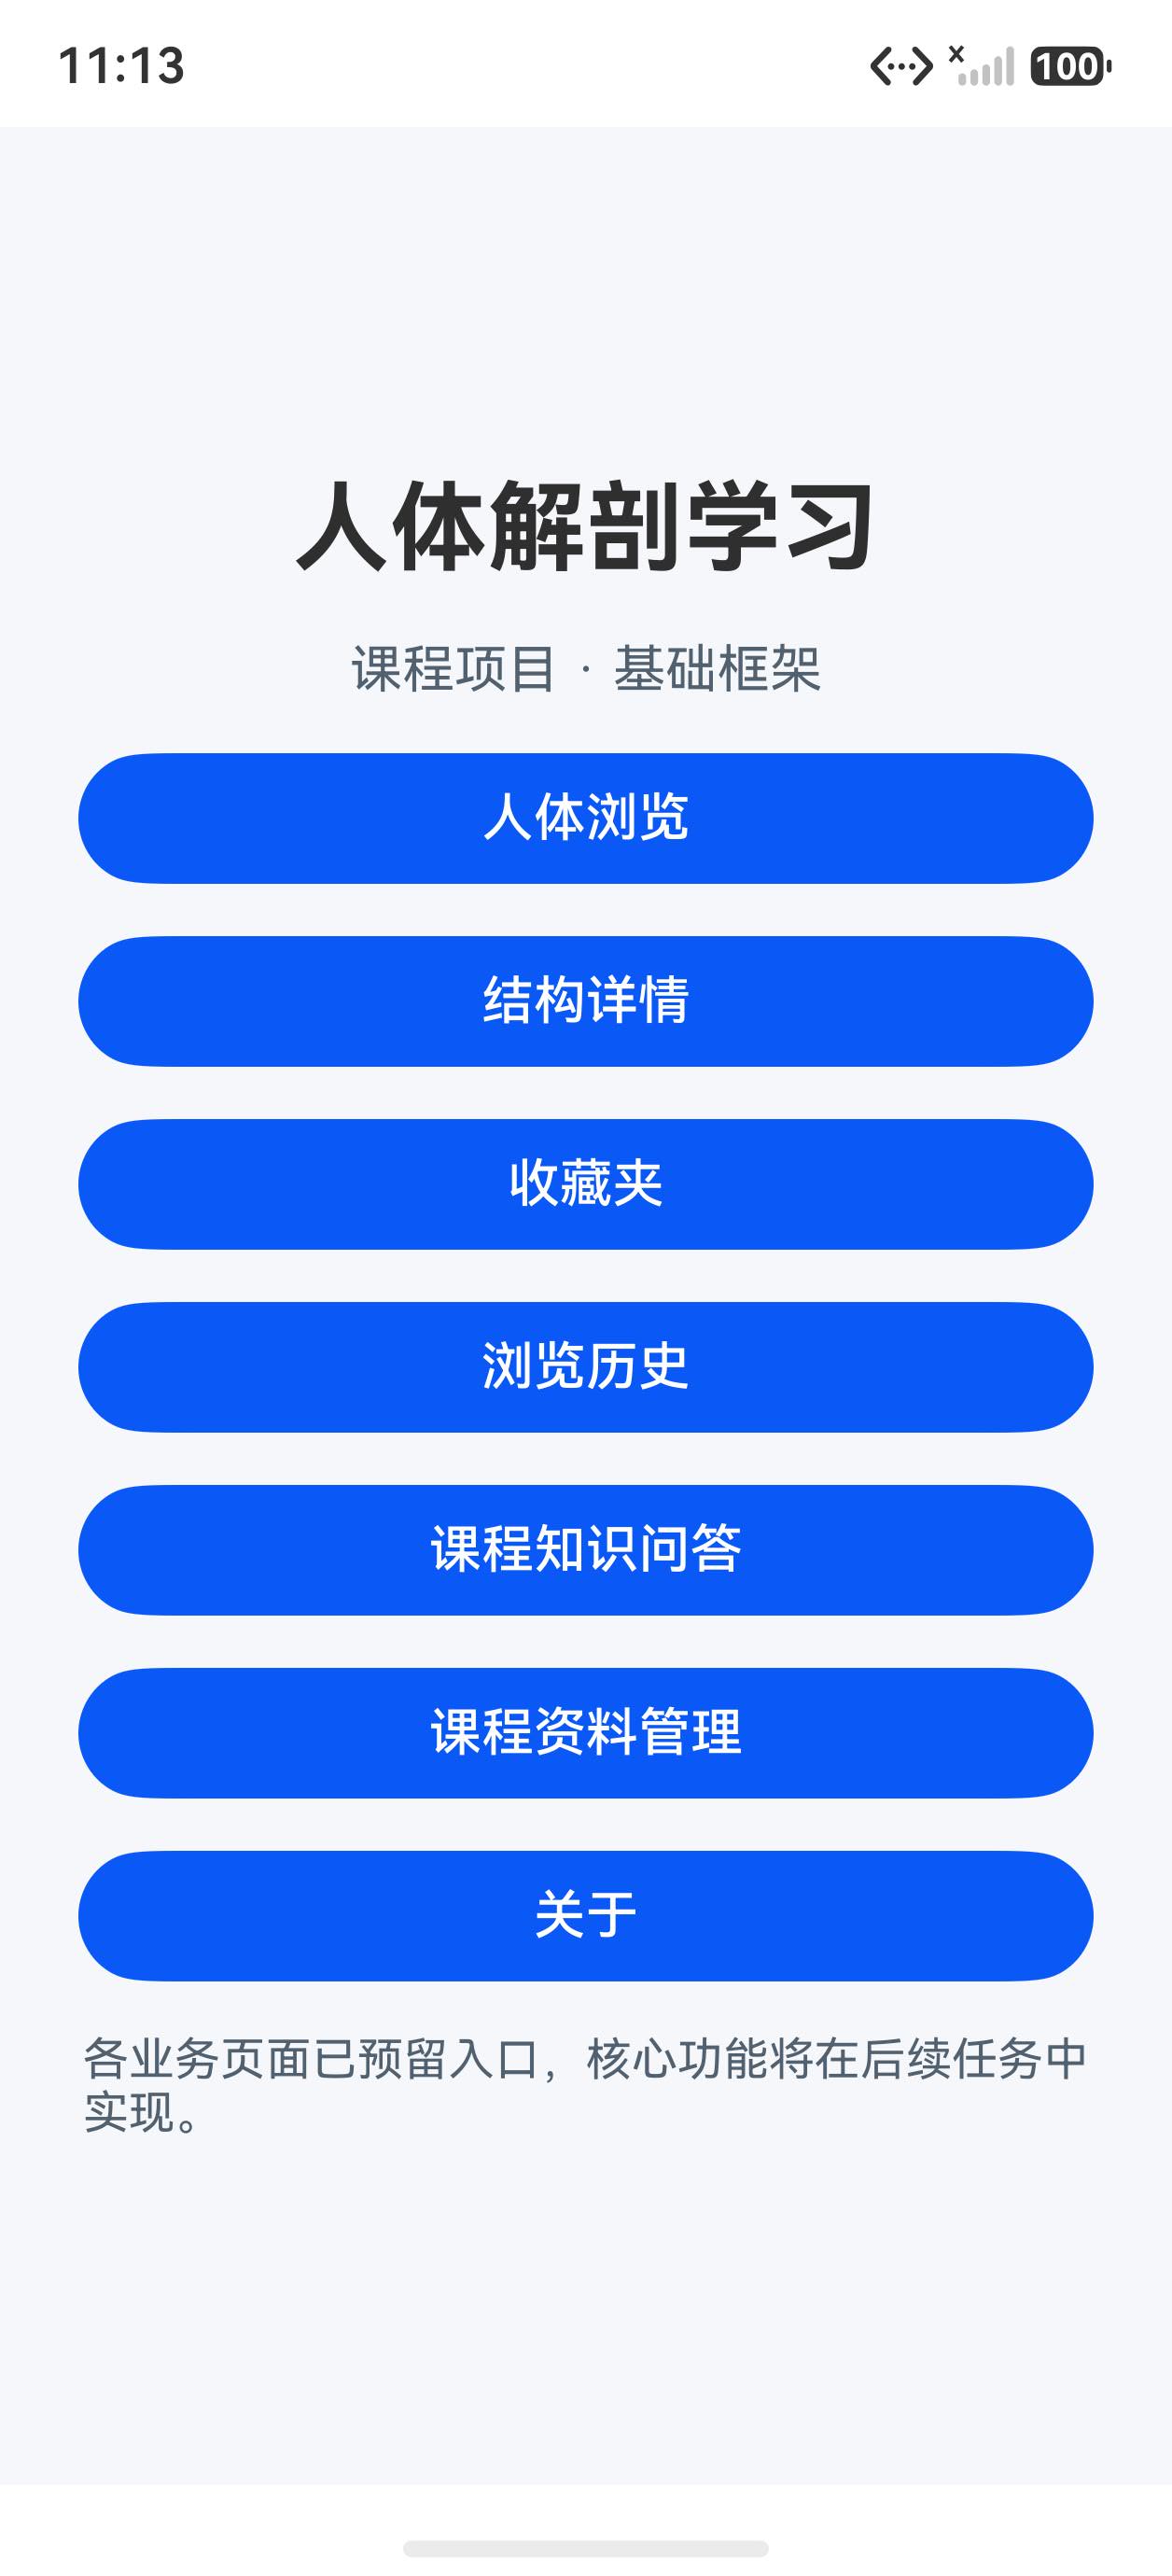 11:13
100
人体解剖学习
课程项目 · 基础框架
人体浏览
结构详情
收藏夹
浏览历史
课程知识问答
课程资料管理
关于
各业务页面已预留入口，核心功能将在后续任务中
实现。